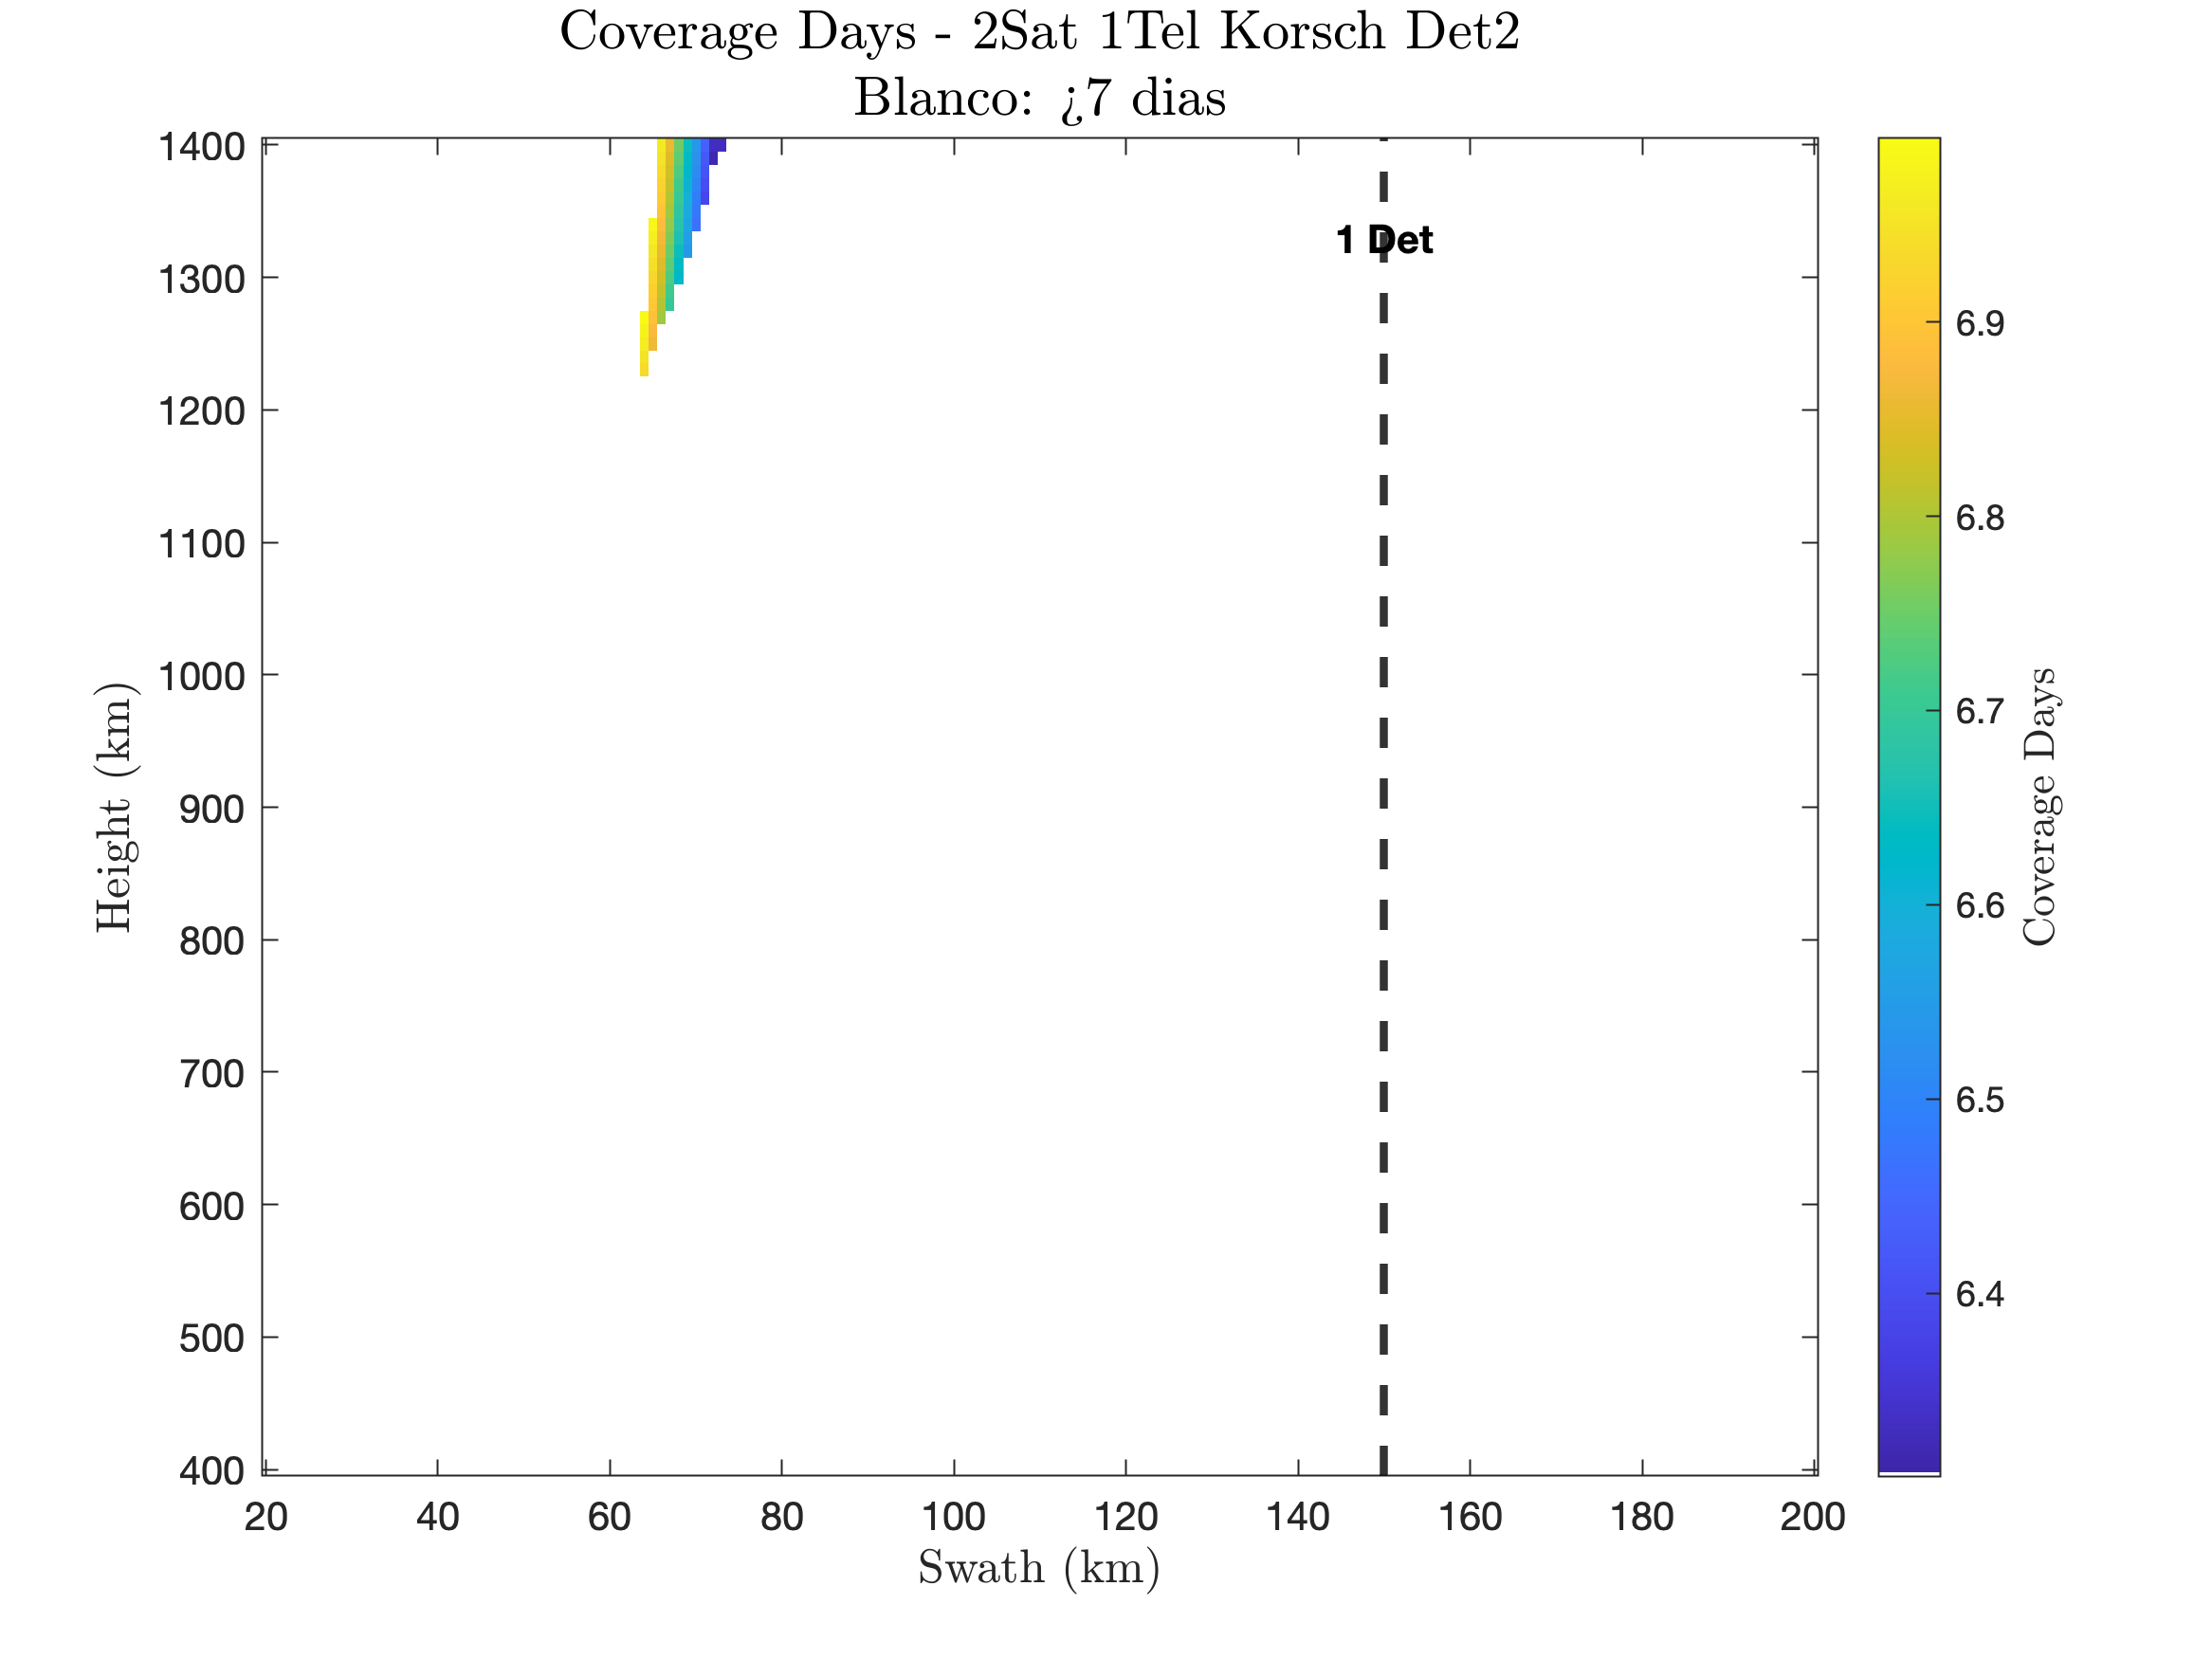 Coverage Days - 2Sat 1Tel Korsch Det2
Blanco: ¿7 dias
1400
1300
1200
1100
1000
900
800
700
600
500
400
Height (km)
1 Det
20 40 60 80 100 120 140 160 180 200
Swath (km)
6.9
6.8
6.7
6.6
6.5
6.4
Coverage Days